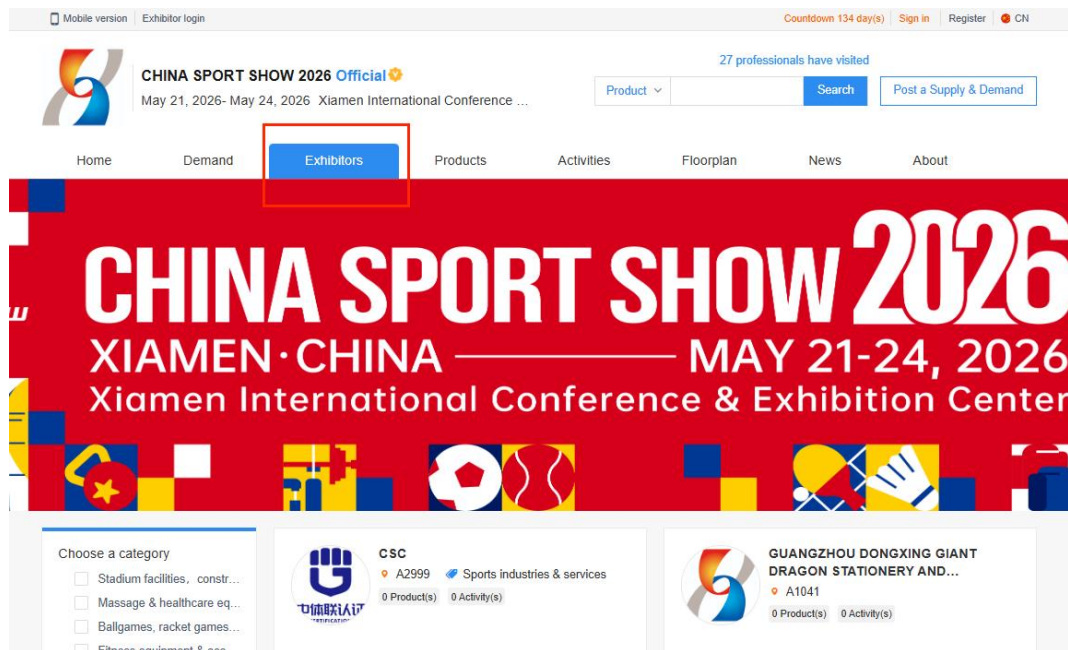 Mobile version Exhibitor login Countdown 134 day(s) Sign in Register CN
27 professionals have visited
CHINA SPORT SHOW 2026 Official
May 21, 2026- May 24, 2026 Xiamen International Conference ...
Product Search Post a Supply & Demand
Home Demand Exhibitors Products Activities Floorplan News About
CHINA SPORT SHOW 2026
XIAMEN·CHINA — MAY 21-24, 2026
Xiamen International Conference & Exhibition Center
Choose a category
Stadium facilities，constr...
Massage & healthcare eq...
Ballgames, racket games...
CSC
A2999 Sports industries & services
0 Product(s) 0 Activity(s)
体联认证
GUANGZHOU DONGXING GIANT
DRAGON STATIONERY AND...
A1041
0 Product(s) 0 Activity(s)